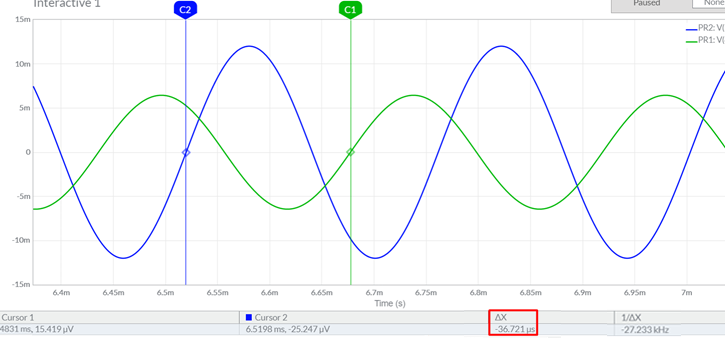 Interactive 1
Paused
None
C2
C1
15m
10m
5m
0
-5m
-10m
-15m
PR2: V(
PR1: V(
6.4m
6.45m
6.5m
6.55m
6.6m
6.65m
6.7m
6.75m
6.8m
6.85m
6.9m
6.95m
7m
Time (s)
Cursor 1
Cursor 2
ΔX
1/ΔX
4831 ms, 15.419 µV
6.5198 ms, -25.247 µV
-36.721 µs
-27.233 kHz